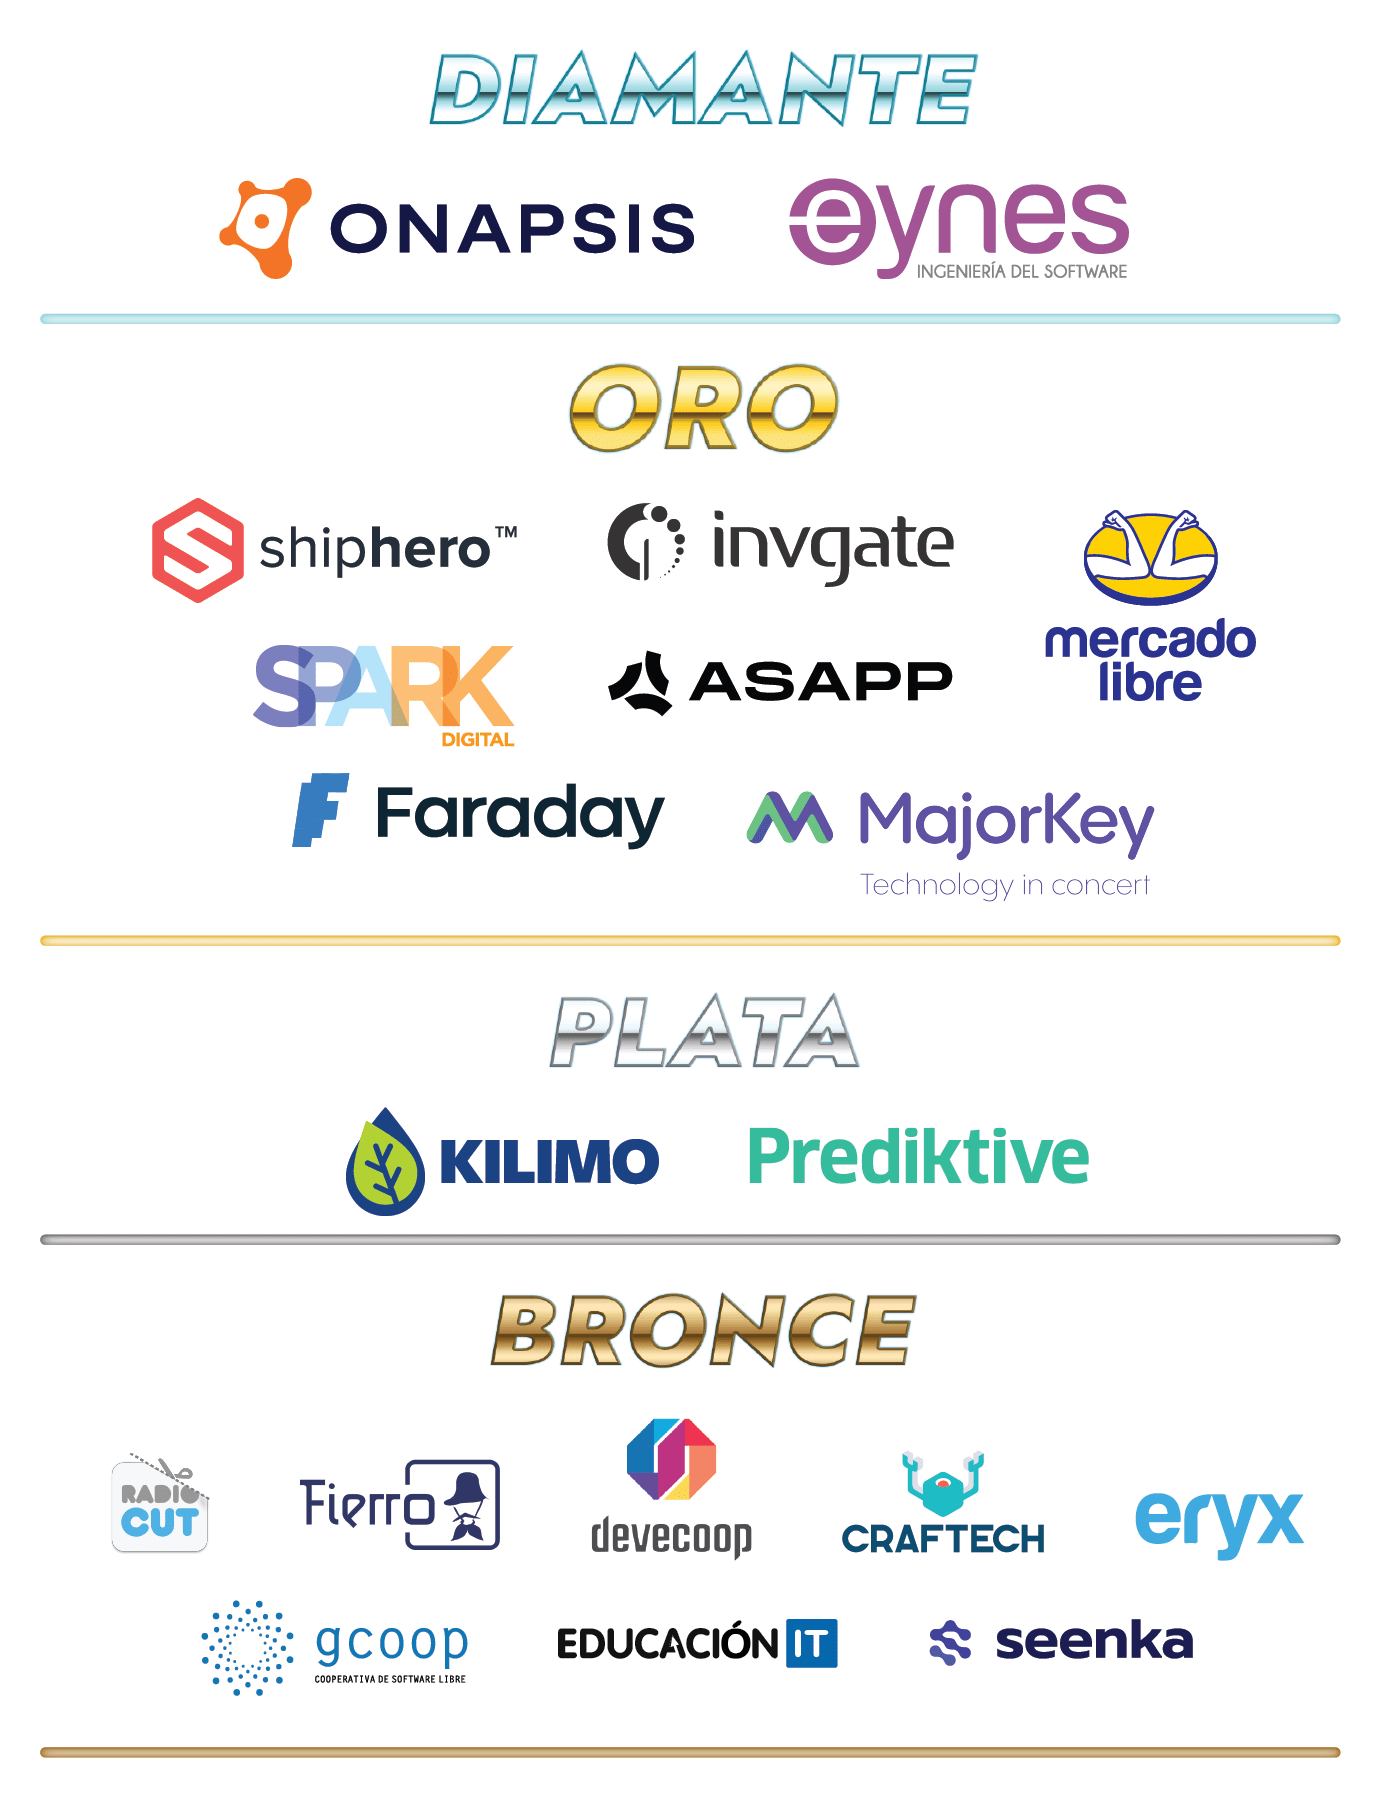 DIAMANTE
ONAPSIS
eynes
INGENIERÍA DEL SOFTWARE
ORO
shiphero™
invgate
mercado
libre
SPARK
DIGITAL
ASAPP
Faraday
MajorKey
Technology in concert
PLATA
KILIMO
Prediktive
BRONCE
RADIO
CUT
Fierro
devecoop
CRAFTECH
eryx
gcoop
COOPERATIVA DE SOFTWARE LIBRE
EDUCACIÓN IT
seenka